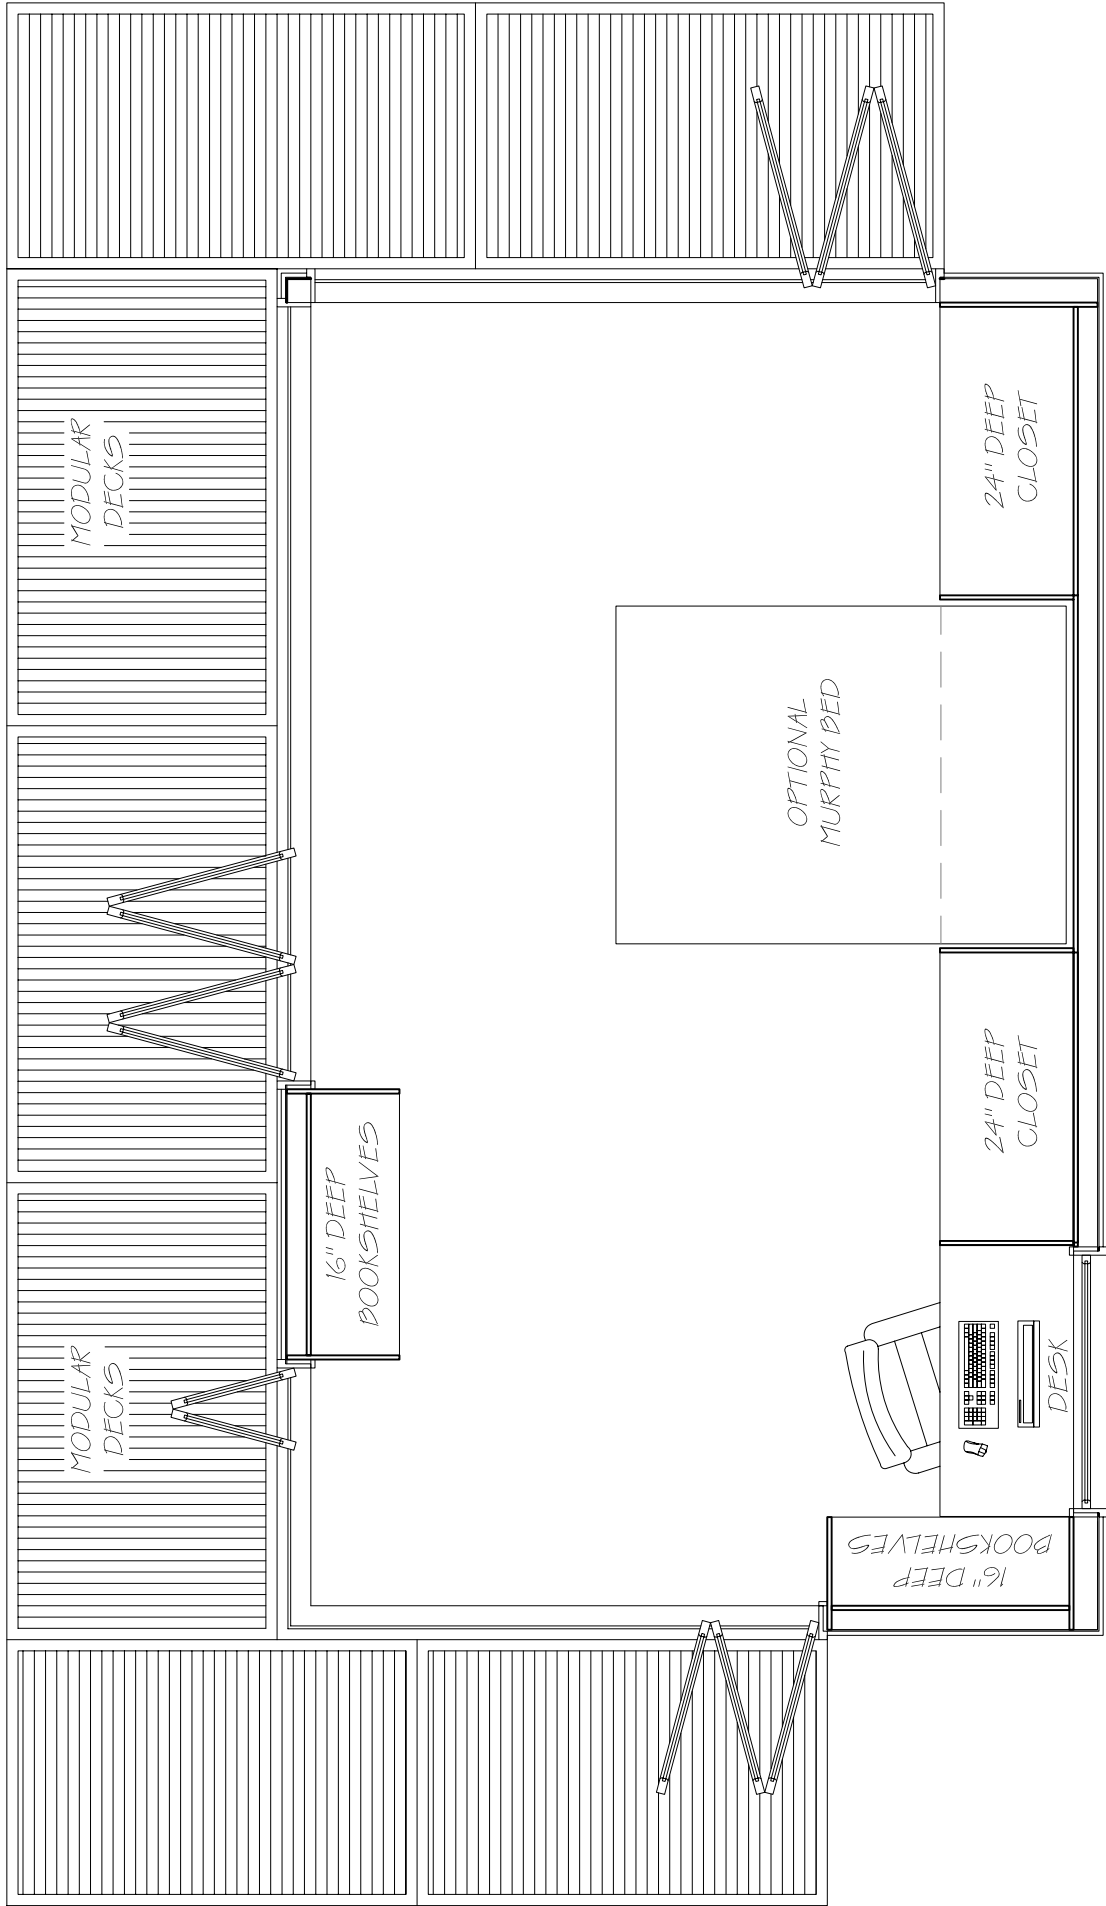 MODULAR
DECKS
24" DEEP
CLOSET
OPTIONAL
MURPHY BED
24" DEEP
CLOSET
16" DEEP
BOOKSHELVES
MODULAR
DECKS
DESK
16" DEEP
BOOKSHELVES